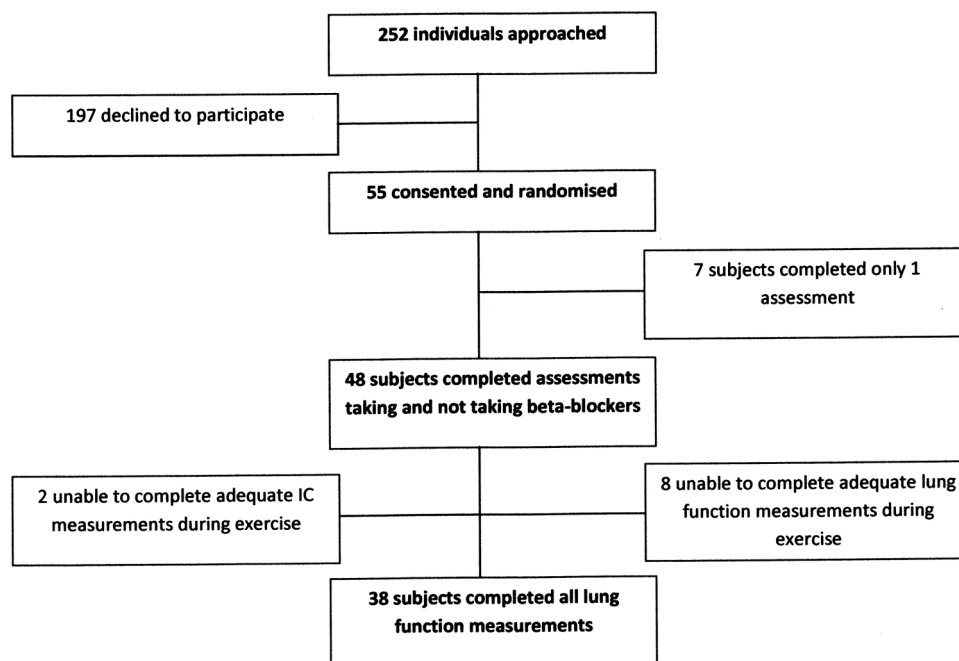 252 individuals approached
197 declined to participate
55 consented and randomised
7 subjects completed only 1
assessment
48 subjects completed assessments
taking and not taking beta-blockers
2 unable to complete adequate IC
measurements during exercise
8 unable to complete adequate lung
function measurements during
exercise
38 subjects completed all lung
function measurements